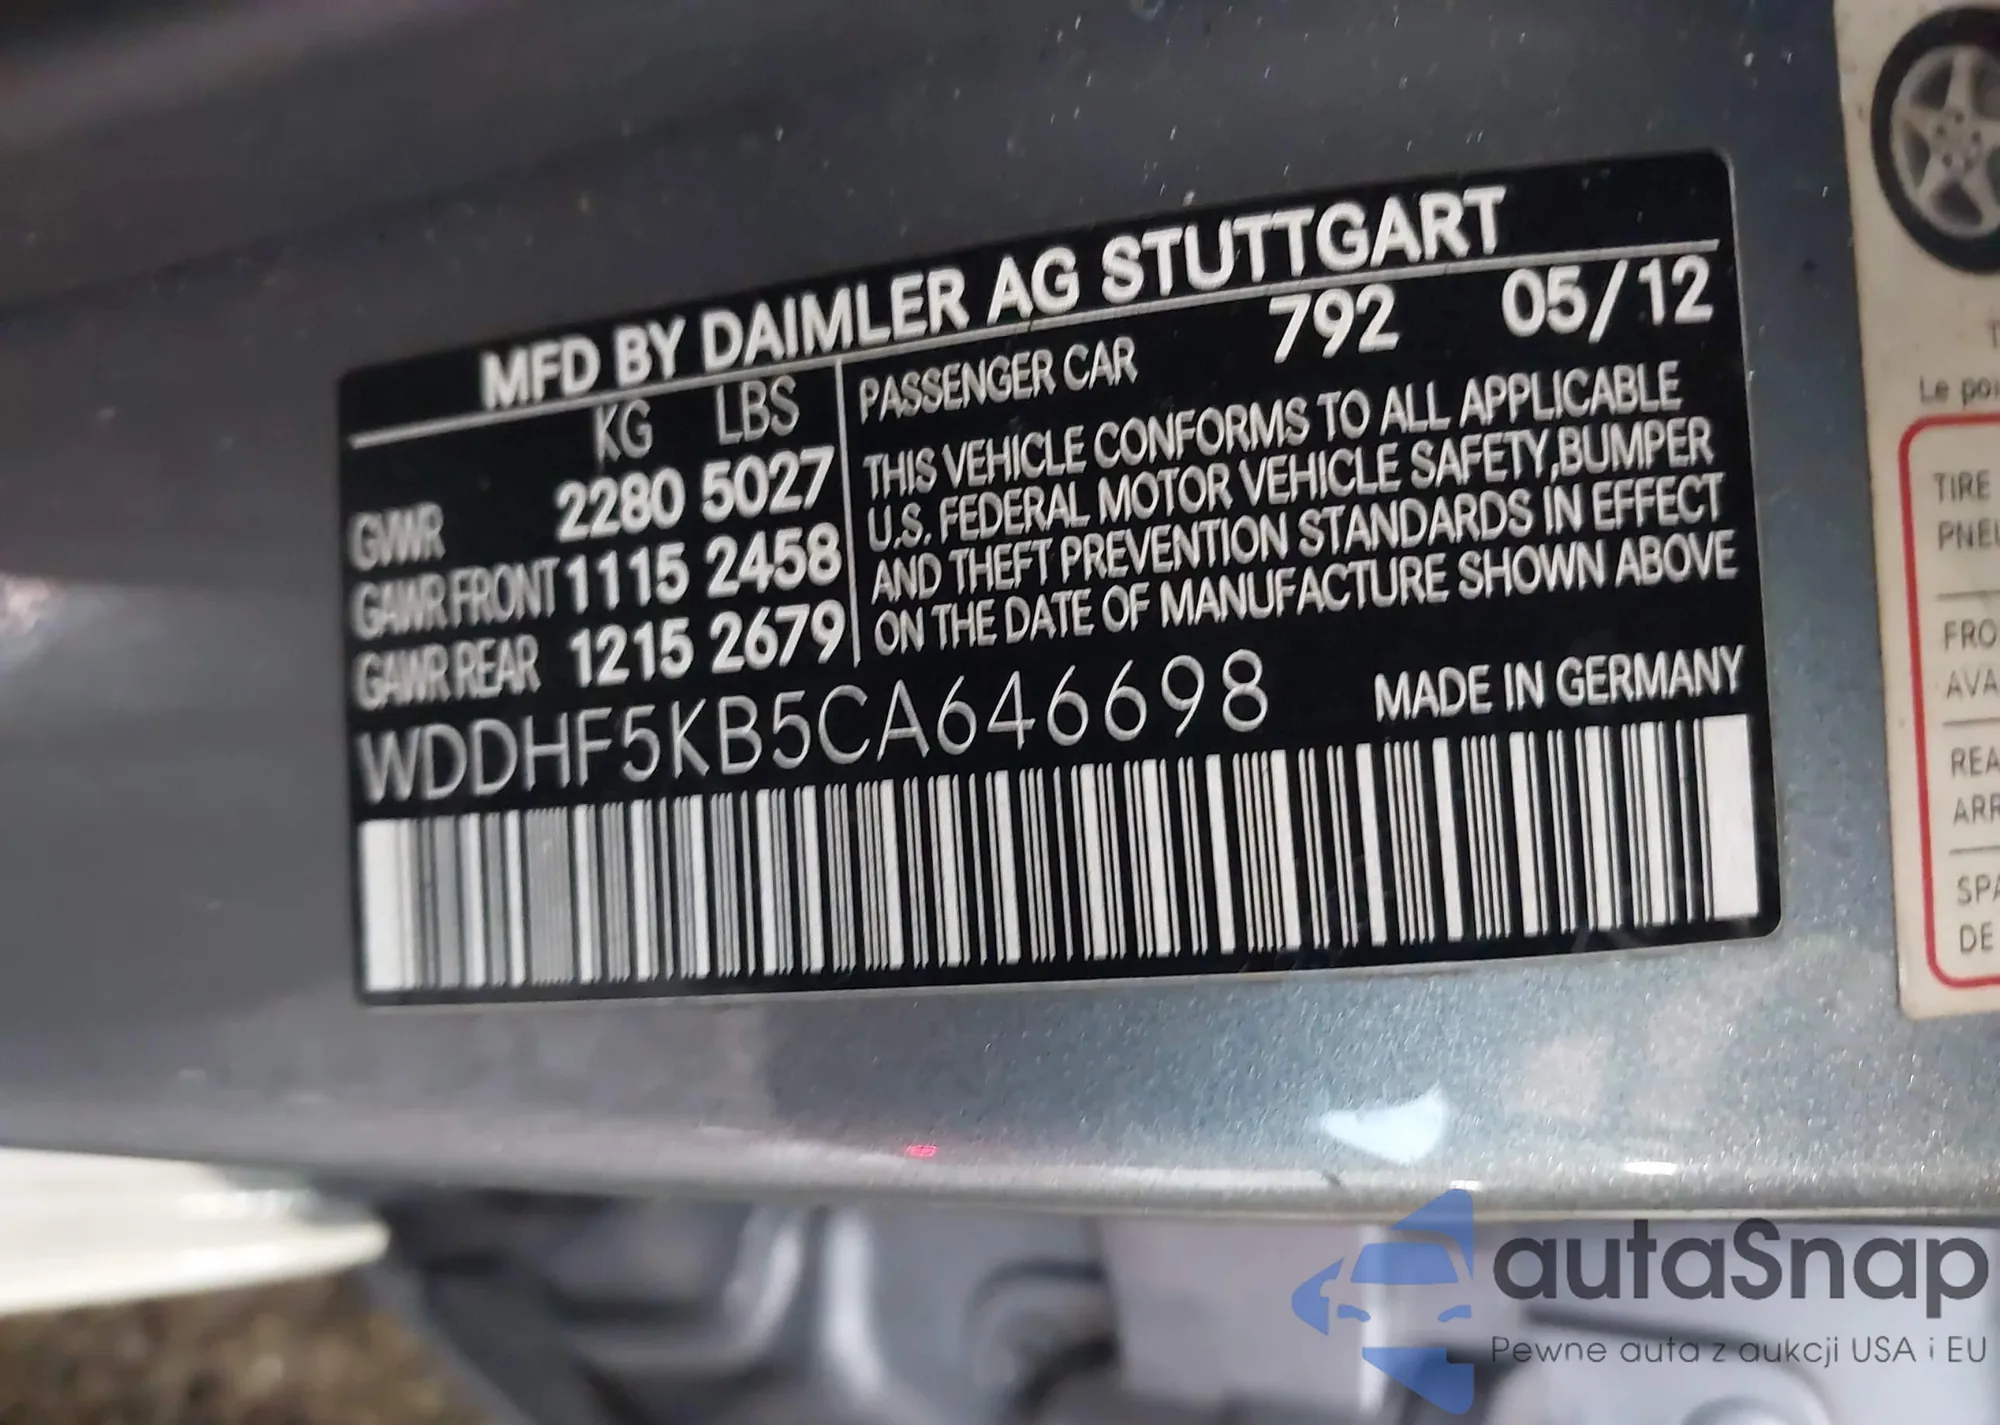 MFD BY DAIMLER AG STUTTGART
KG LBS
GVWR 2280 5027
GAWR FRONT 1115 2458
GAWR REAR 1215 2679
PASSENGER CAR 792 05/12
THIS VEHICLE CONFORMS TO ALL APPLICABLE
U.S. FEDERAL MOTOR VEHICLE SAFETY,BUMPER
AND THEFT PREVENTION STANDARDS IN EFFECT
ON THE DATE OF MANUFACTURE SHOWN ABOVE
WDDHF5KB5CA646698 MADE IN GERMANY
Le
TIRE
DE
autaSnap
Pewne auta z aukcji USA i EU